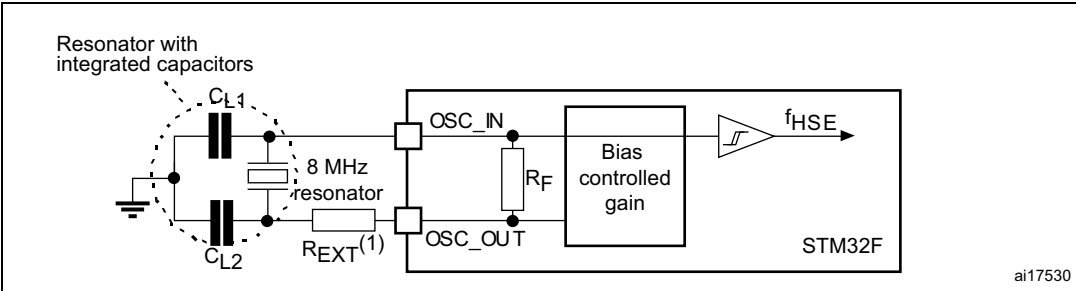 Resonator with
integrated capacitors
CL1
OSC_IN
fHSE
8 MHz
resonator
RF
Bias
controlled
gain
REXT(1)
OSC_OUT
CL2
STM32F
ai17530